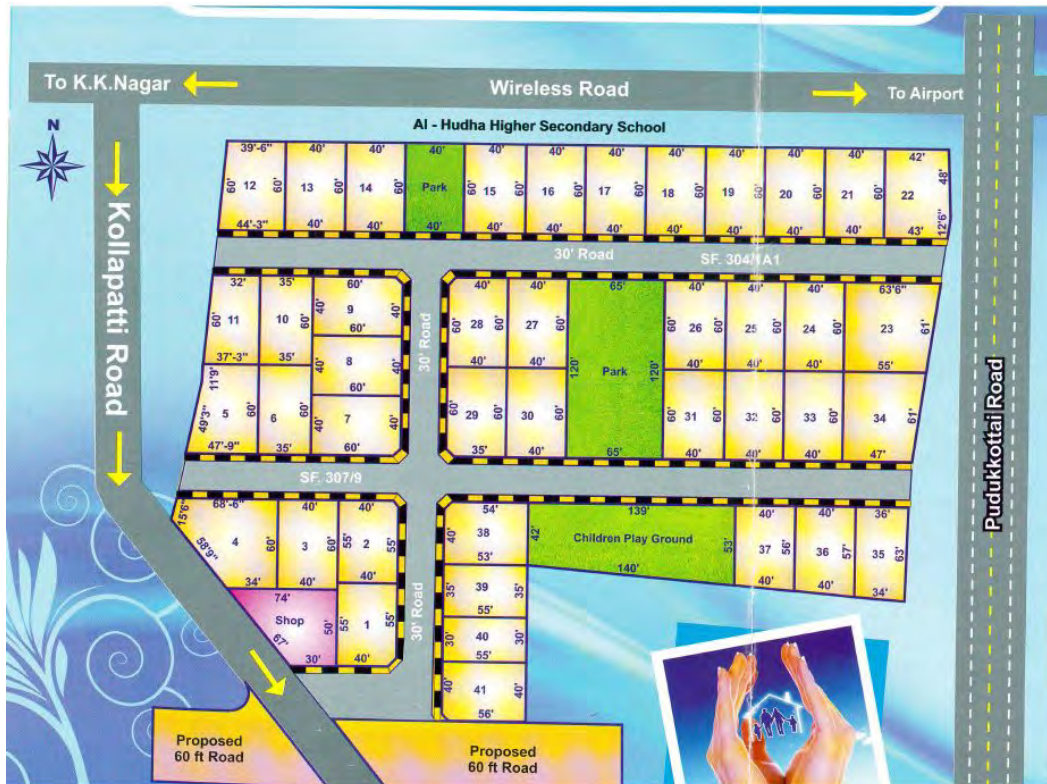 To K.K.Nagar
Wireless Road
To Airport
N
Al - Hudha Higher Secondary School
39'-6" 40' 40' 40' 40' 40' 40' 40' 40' 40' 40' 42'
60' 12 60' 13 60' 14 60' Park 60' 15 60' 16 60' 17 60' 18 60' 19 60' 20 60' 21 60' 22 48'
44'-3" 40' 40' 40' 40' 40' 40' 40' 40' 40' 40' 43' 12'6"
30' Road SF. 304/1A1
Kollapatti Road
32' 35' 60' 40' 40' 65' 40' 40' 40' 63'6"
60' 11 60' 10 60' 40' 9 40' 60' 28 60' 27 60' 60' 26 60' 25 60' 24 60' 23 61'
37'-3" 35' 60' 40' 40' 40' 40' 40' 55'
30' Road
40' 8 40'
60'
120' Park 120'
11'9" 49'3" 5 60' 6 60' 40' 7 40' 60' 29 60' 30 60' 60' 31 60' 32 60' 33 60' 34 61'
47'-9" 35' 60' 35' 40' 65' 40' 40' 40' 47'
SF. 307/9
15'6" 68'-6" 40' 40' 54' 139' 40' 40' 36'
58'9" 4 60' 3 60' 55' 2 55' 40' 38 42' Children Play Ground 53' 37 56' 36 57' 35 63'
34' 40' 40' 53' 140' 40' 40' 34'
74'
Shop 50'
67'
30'
55' 1 55'
40'
30' Road
35' 39 35'
55'
30' 40 30'
55'
40' 41 40'
56'
Proposed
60 ft Road
Proposed
60 ft Road
Pudukkottai Road